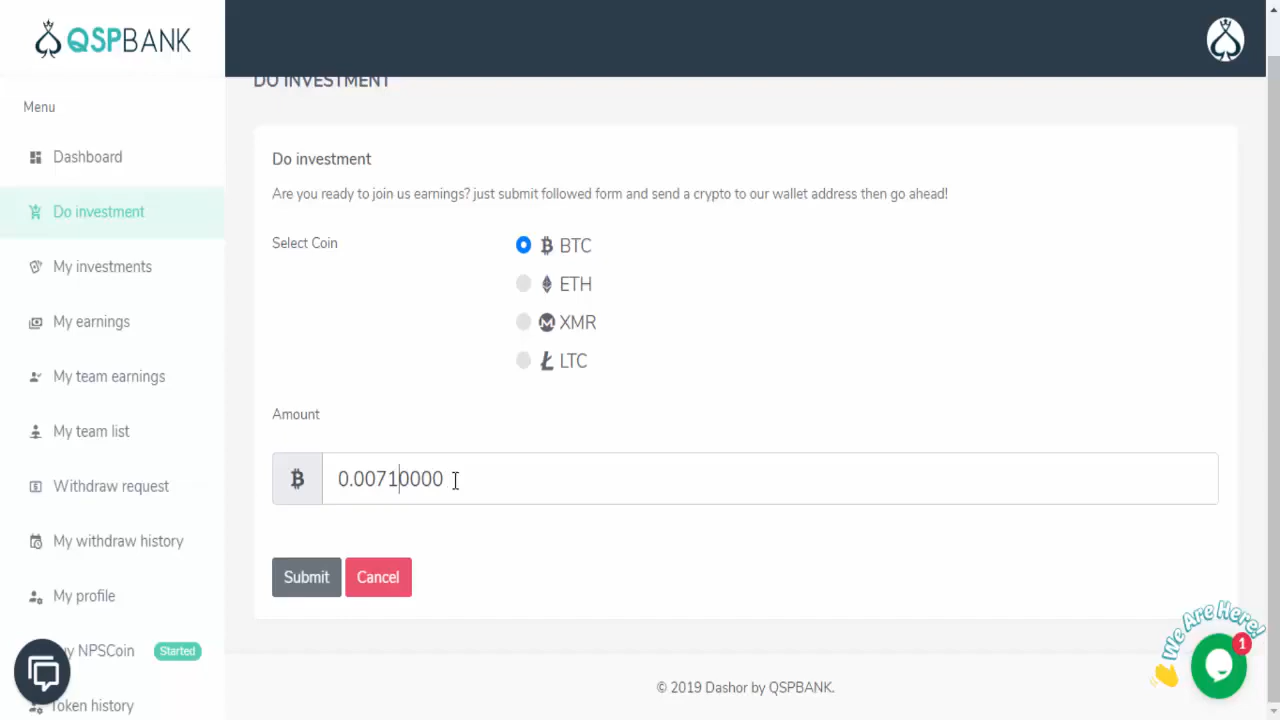 QSPBANK
Menu
Dashboard
Do investment
My investments
My earnings
My team earnings
My team list
Withdraw request
My withdraw history
My profile
NPSCoin Started
Token history
DO INVESTMENT
Do investment
Are you ready to join us earnings? just submit followed form and send a crypto to our wallet address then go ahead!
Select Coin
BTC
ETH
XMR
LTC
Amount
0.00710000
Submit Cancel
We Are Here!
1
© 2019 Dashor by QSPBANK.